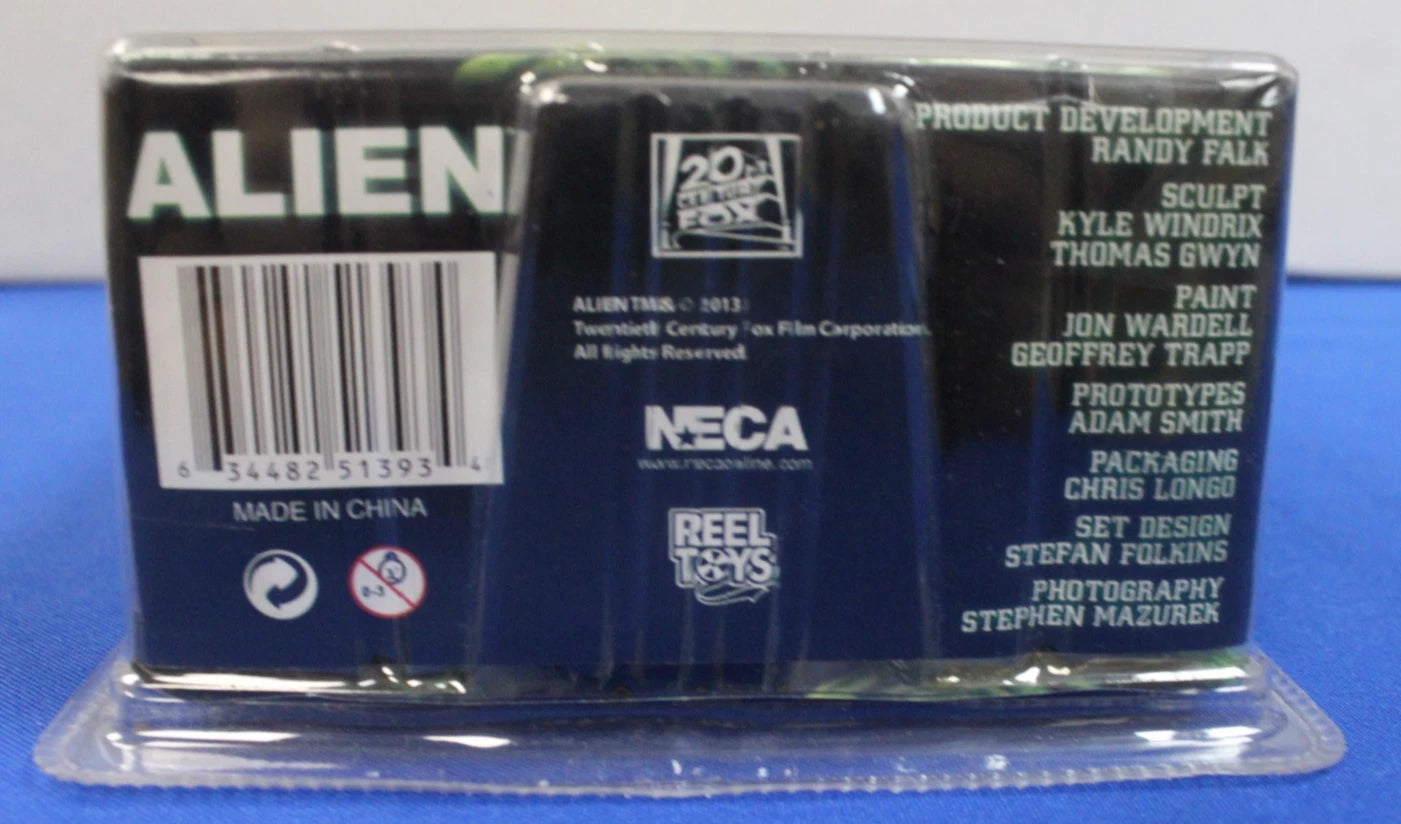 ALIEN
6 34482 51393 4
MADE IN CHINA
0-3
20TH
CENTURY
FOX
ALIEN TM & © 2013
Twentieth Century Fox Film Corporation.
All Rights Reserved.
NECA
www.necaonline.com
REEL
TOYS
PRODUCT DEVELOPMENT
RANDY FALK
SCULPT
KYLE WINDRIX
THOMAS GWYN
PAINT
JON WARDELL
GEOFFREY TRAPP
PROTOTYPES
ADAM SMITH
PACKAGING
CHRIS LONGO
SET DESIGN
STEFAN FOLKINS
PHOTOGRAPHY
STEPHEN MAZUREK